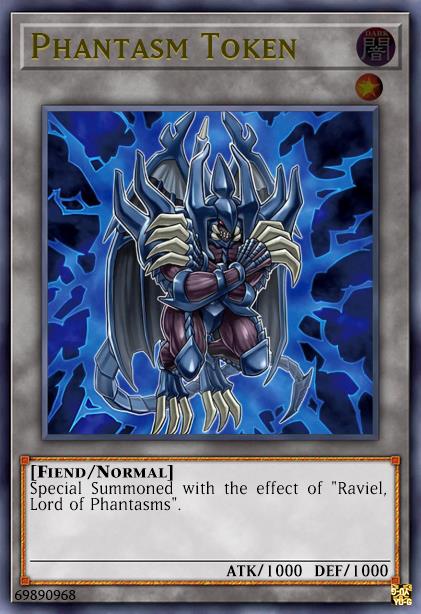 Phantasm Token
DARK
闇
[Fiend/Normal]
Special Summoned with the effect of "Raviel,
Lord of Phantasms".
ATK/1000 DEF/1000
69890968